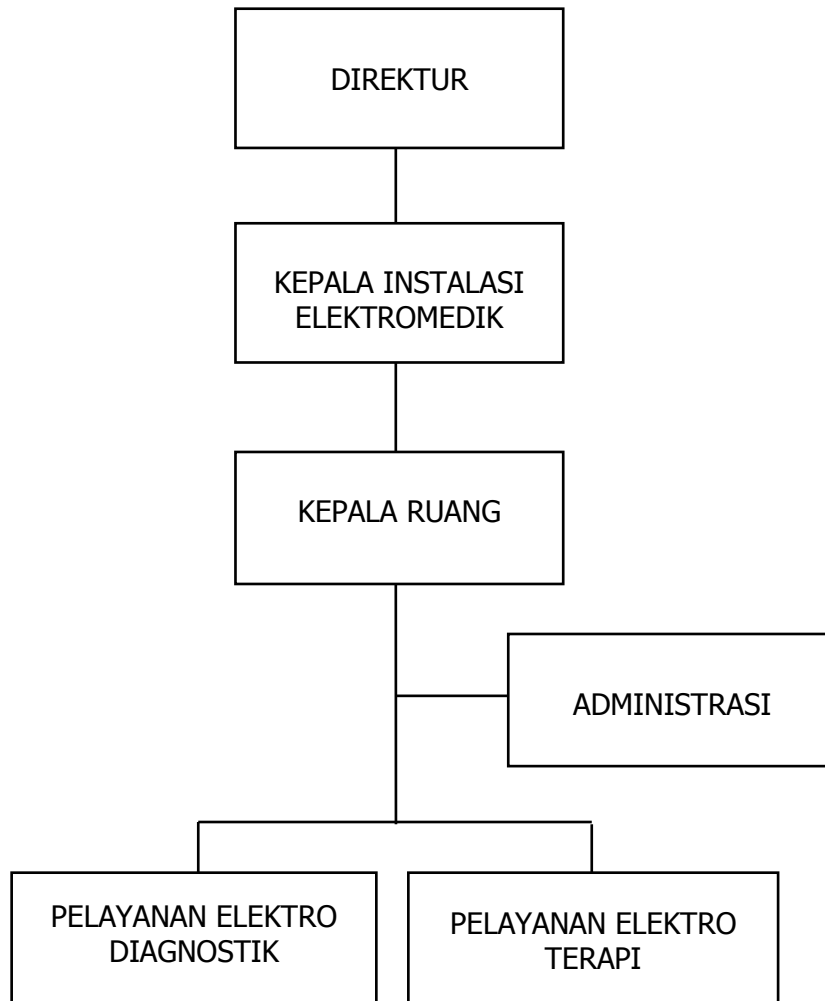 DIREKTUR
KEPALA INSTALASI
ELEKTROMEDIK
KEPALA RUANG
ADMINISTRASI
PELAYANAN ELEKTRO
DIAGNOSTIK
PELAYANAN ELEKTRO
TERAPI